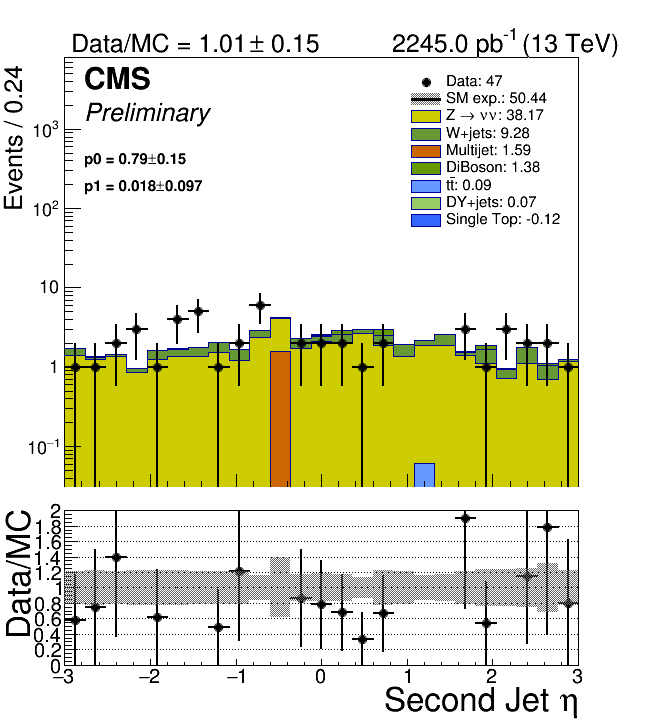 Data/MC = 1.01± 0.15 2245.0 pb⁻¹ (13 TeV)
CMS
Preliminary
p0 = 0.79±0.15
p1 = 0.018±0.097
Data: 47
SM exp.: 50.44
Z → νν: 38.17
W+jets: 9.28
Multijet: 1.59
DiBoson: 1.38
tt̄: 0.09
DY+jets: 0.07
Single Top: -0.12
Events / 0.24
10³
10²
10
1
10⁻¹
Data/MC
2
1.8
1.6
1.4
1.2
1
0.8
0.6
0.4
0.2
0
−3 −2 −1 0 1 2 3
Second Jet η